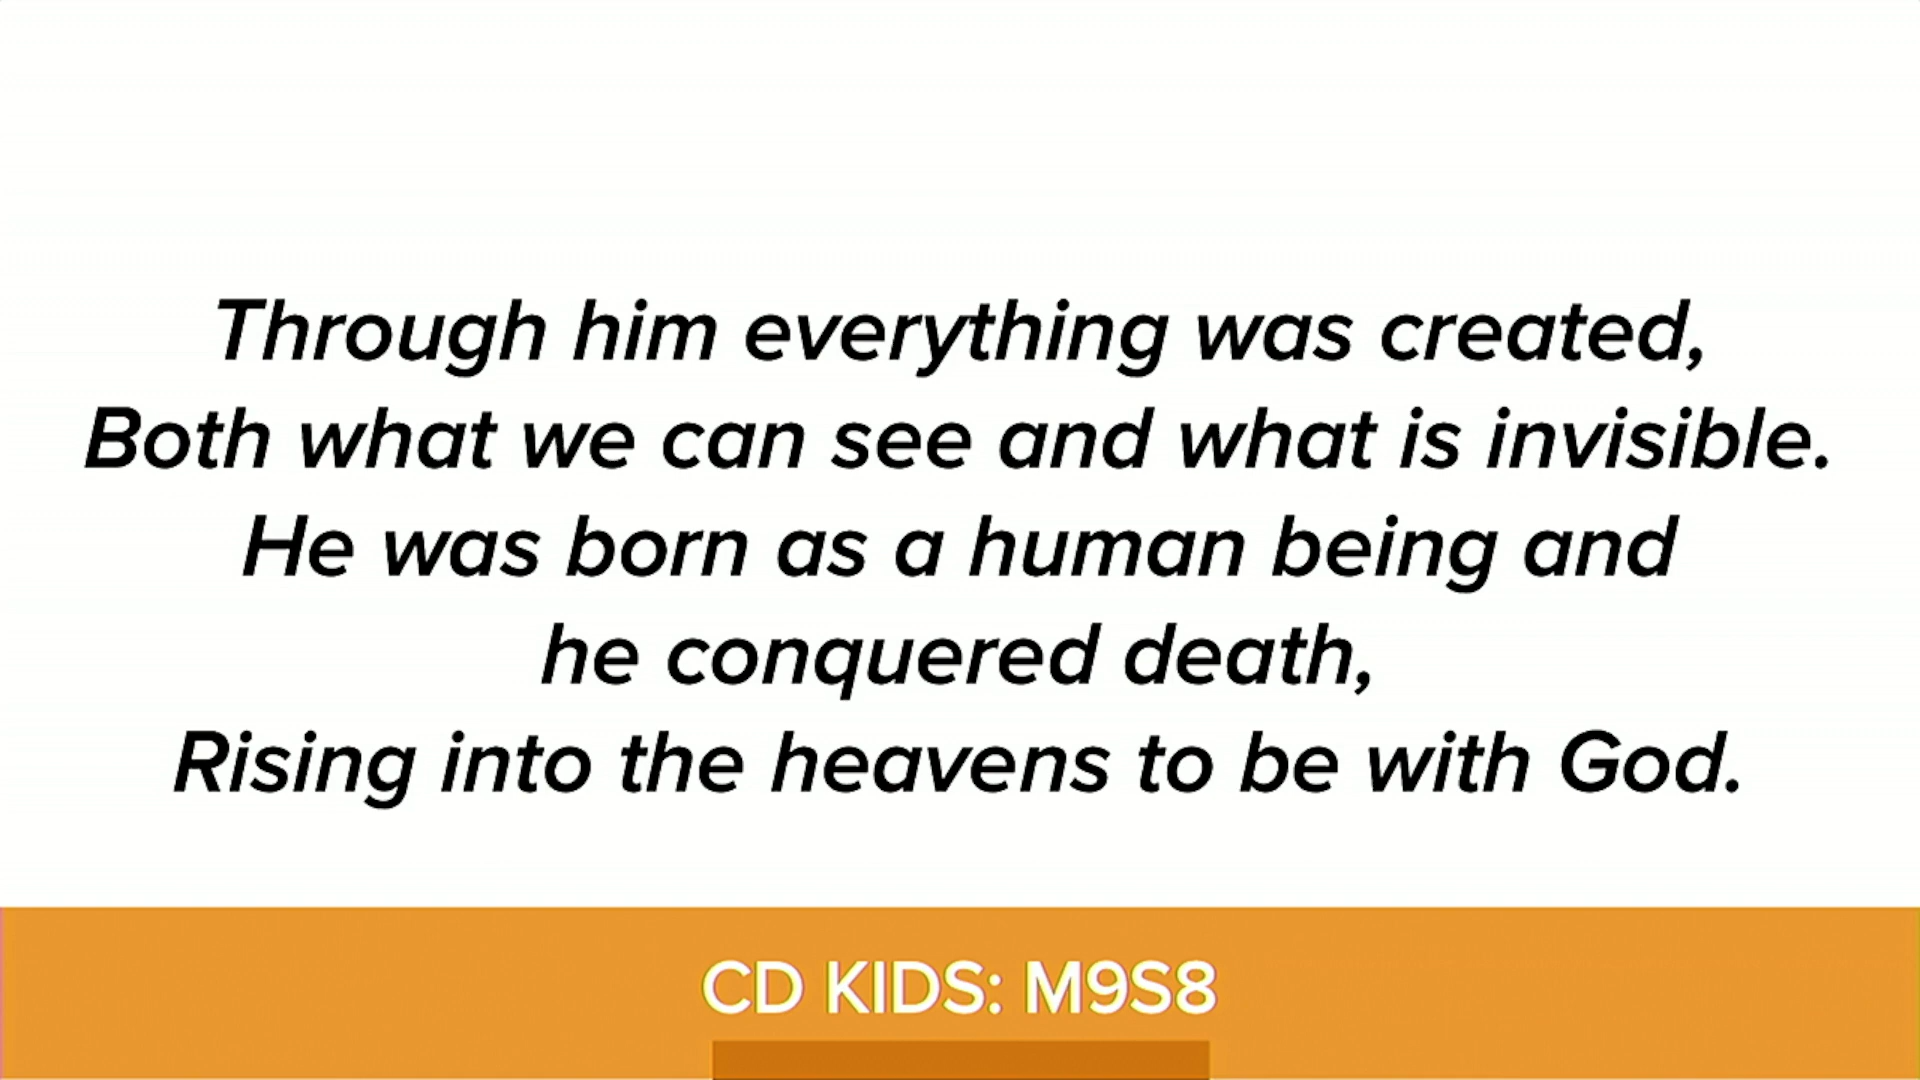 Through him everything was created,
Both what we can see and what is invisible.
He was born as a human being and
he conquered death,
Rising into the heavens to be with God.
CD KIDS: M9S8